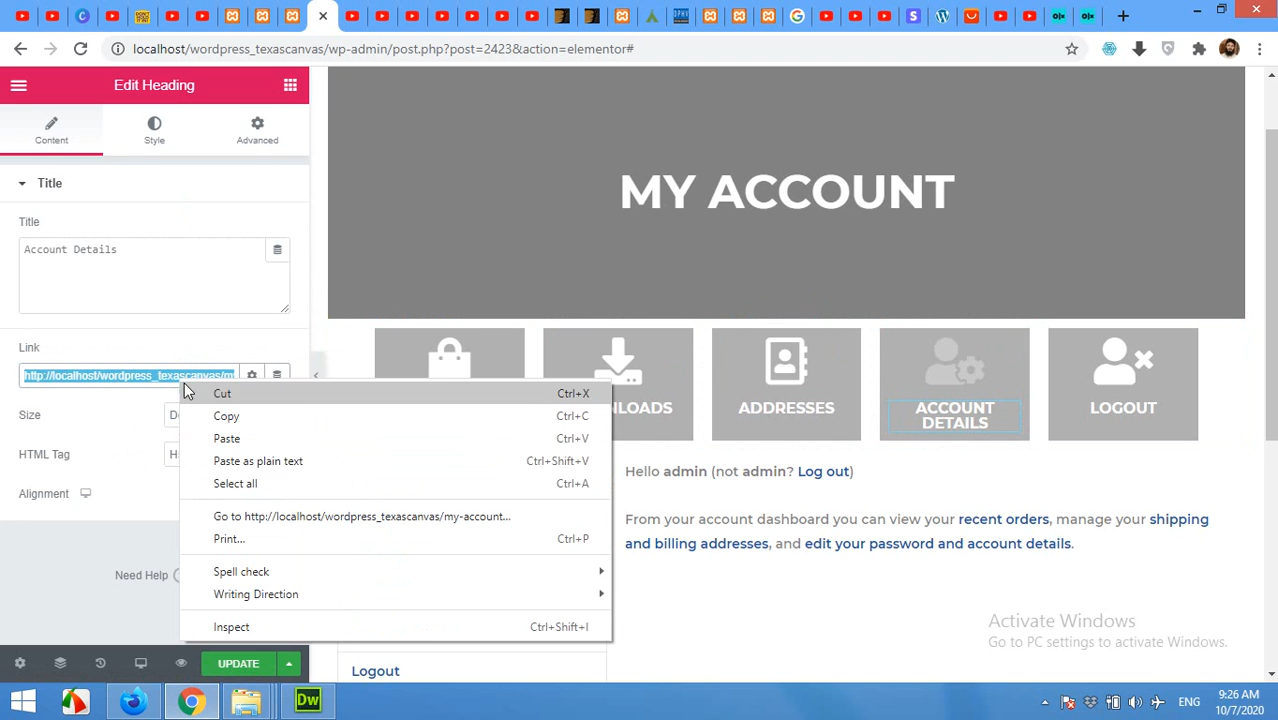 localhost/wordpress_texascanvas/wp-admin/post.php?post=2423&action=elementor#
Edit Heading
Content
Style
Advanced
Title
Title
Account Details
Link
http://localhost/wordpress_texascanvas/m
Size
HTML Tag
Alignment
Need Help
UPDATE
Cut Ctrl+X
Copy Ctrl+C
Paste Ctrl+V
Paste as plain text Ctrl+Shift+V
Select all Ctrl+A
Go to http://localhost/wordpress_texascanvas/my-account...
Print... Ctrl+P
Spell check
Writing Direction
Inspect Ctrl+Shift+I
MY ACCOUNT
NLOADS
ADDRESSES
ACCOUNT
DETAILS
LOGOUT
Hello admin (not admin? Log out)
From your account dashboard you can view your recent orders, manage your shipping
and billing addresses, and edit your password and account details.
Logout
Activate Windows
Go to PC settings to activate Windows.
Dw
ENG
9:26 AM
10/7/2020